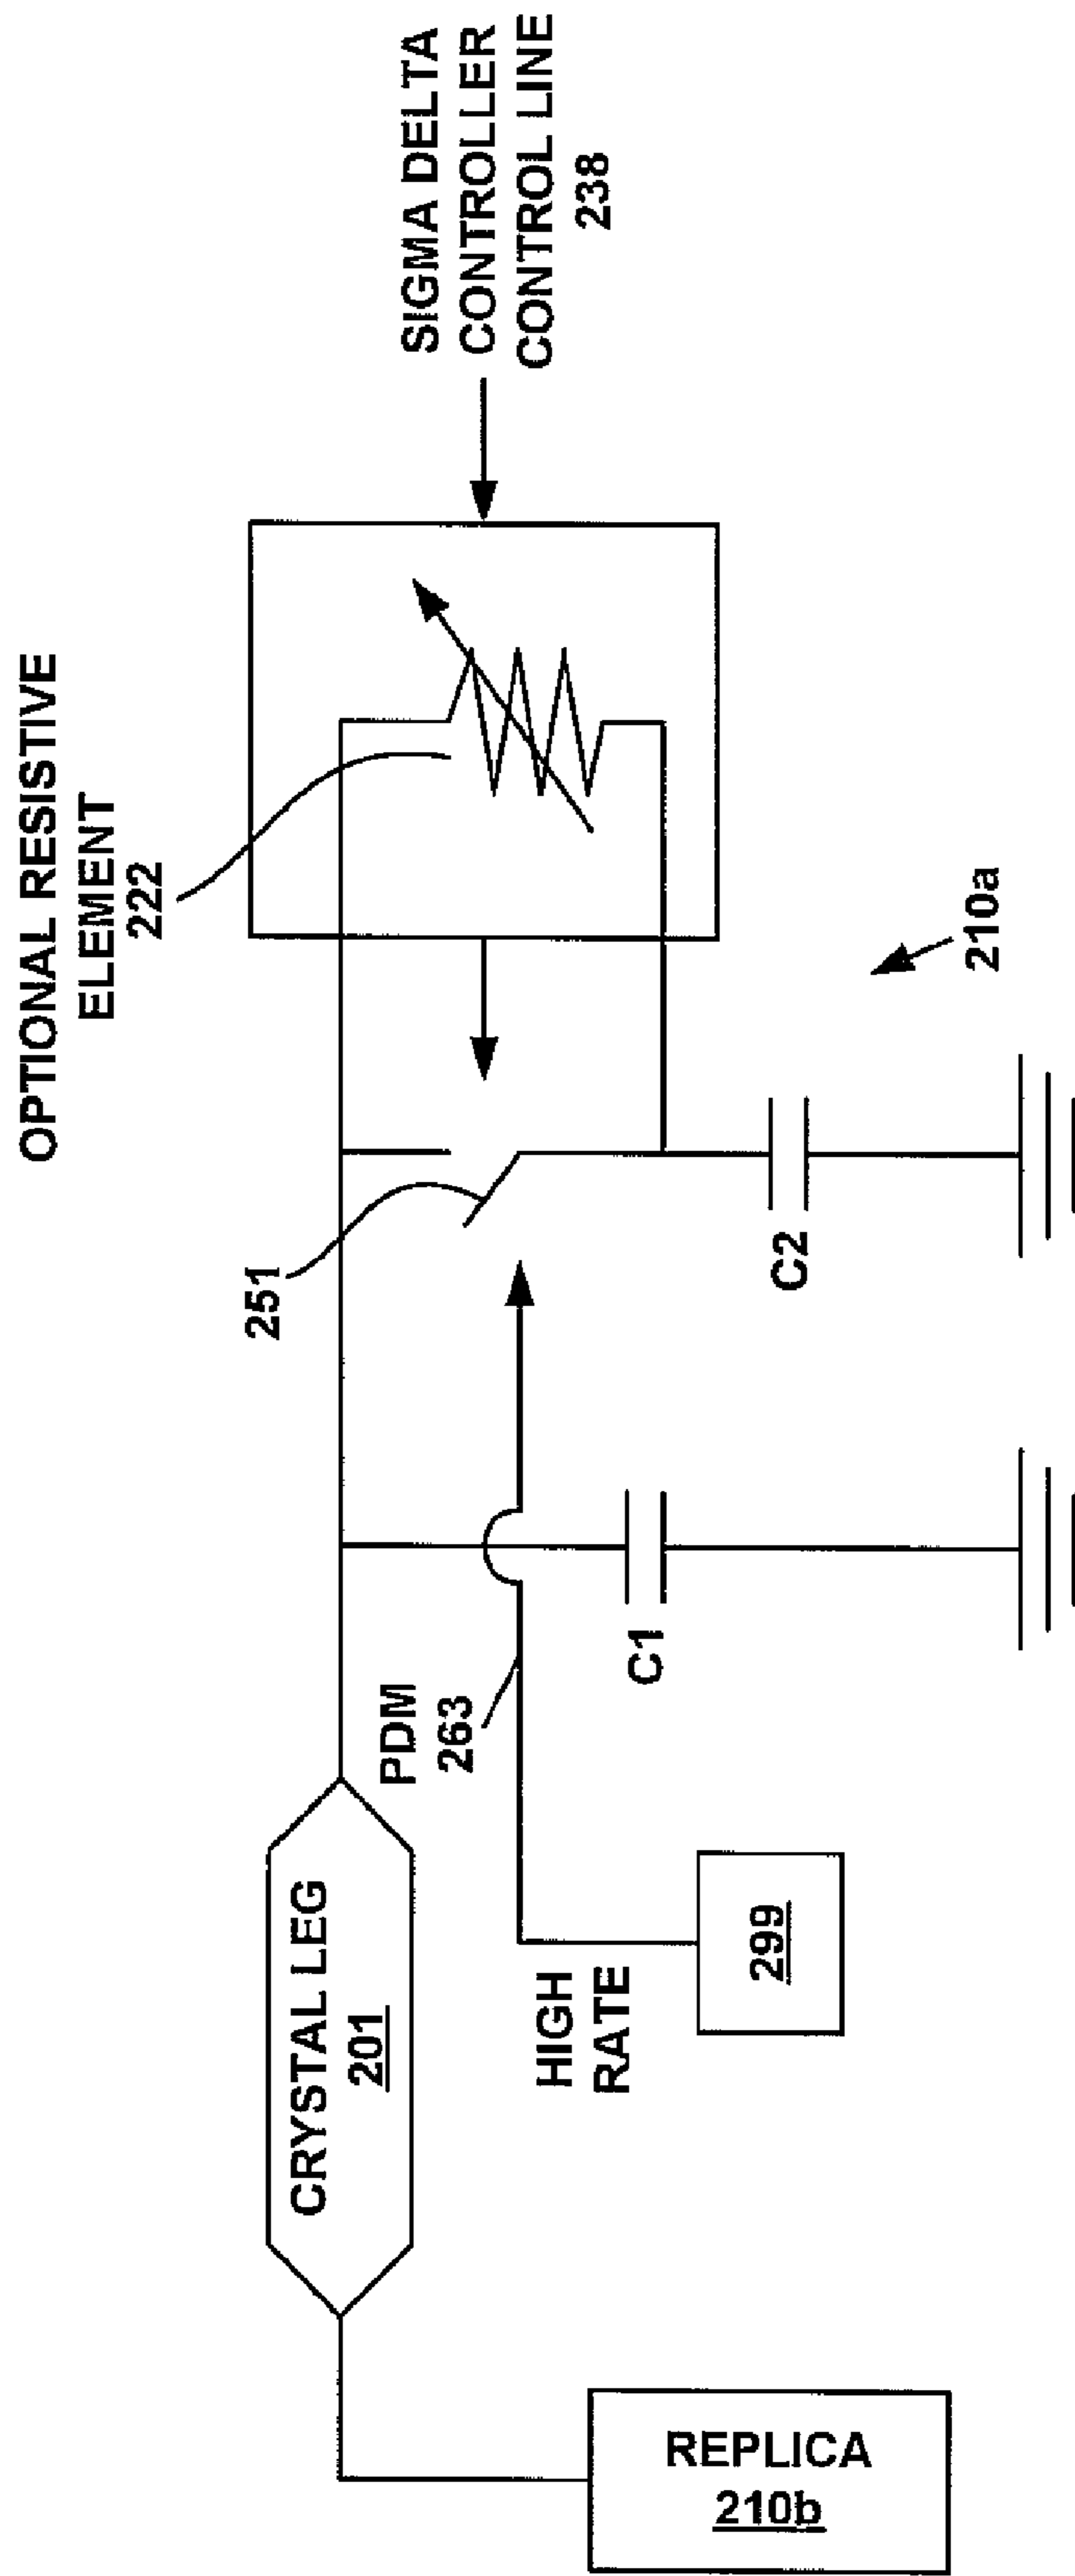 OPTIONAL RESISTIVE
ELEMENT
222
SIGMA DELTA
CONTROLLER
CONTROL LINE
238
251
CRYSTAL LEG
201
PDM
263
HIGH
RATE
299
C1
C2
210a
REPLICA
210b